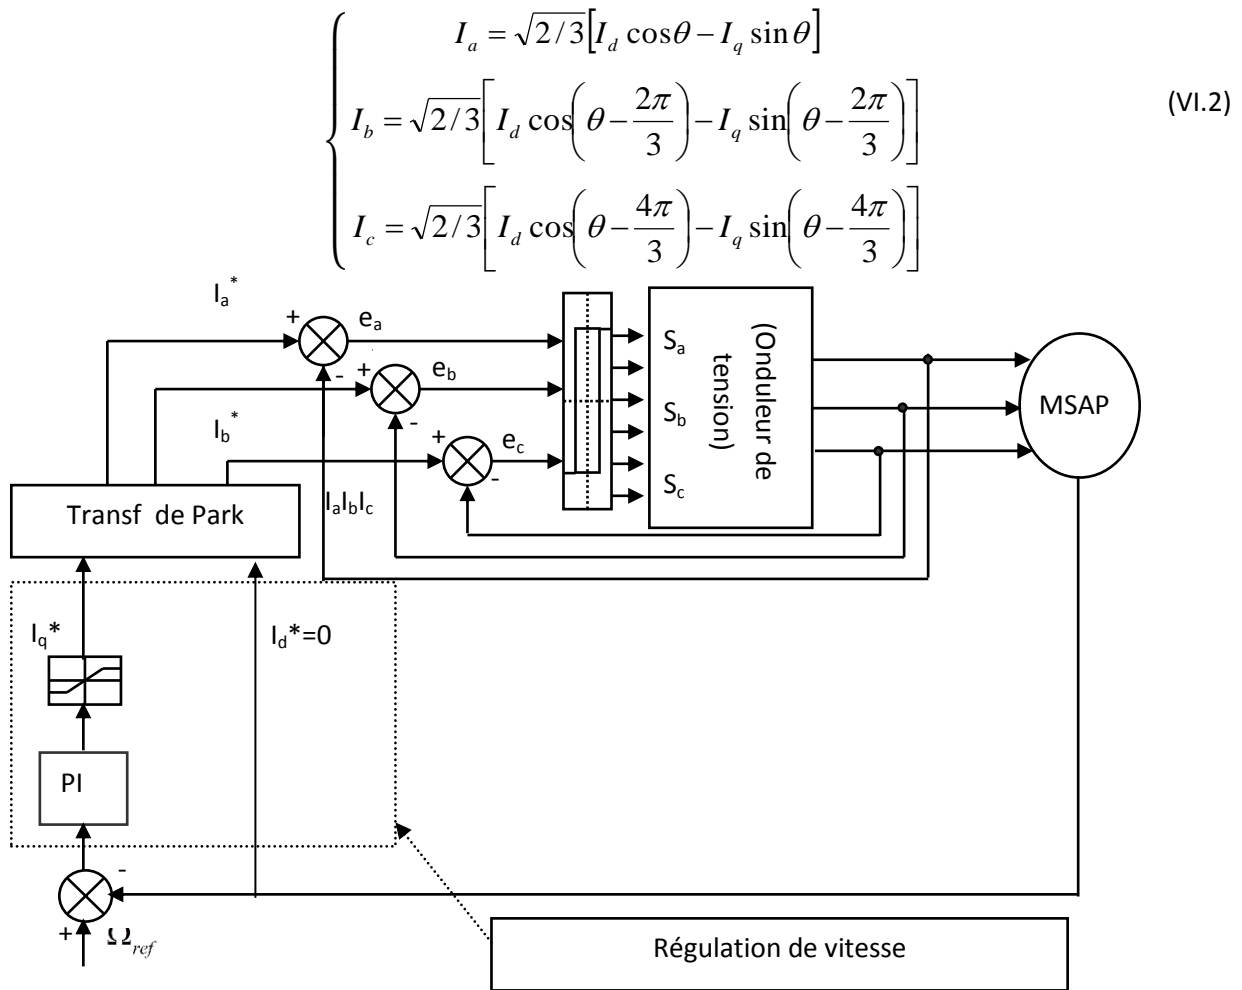 I_a = √2/3 [I_d cosθ − I_q sin θ]
I_b = √2/3 [I_d cos(θ − 2π/3) − I_q sin(θ − 2π/3)]
(VI.2)
I_c = √2/3 [I_d cos(θ − 4π/3) − I_q sin(θ − 4π/3)]
I_a*
+
e_a
-
+
e_b
I_b*
-
+
e_c
-
I_aI_bI_c
S_a
S_b
S_c
(Onduleur de
tension)
MSAP
Transf de Park
I_q*
I_d*=0
PI
-
+
Ω_ref
Régulation de vitesse